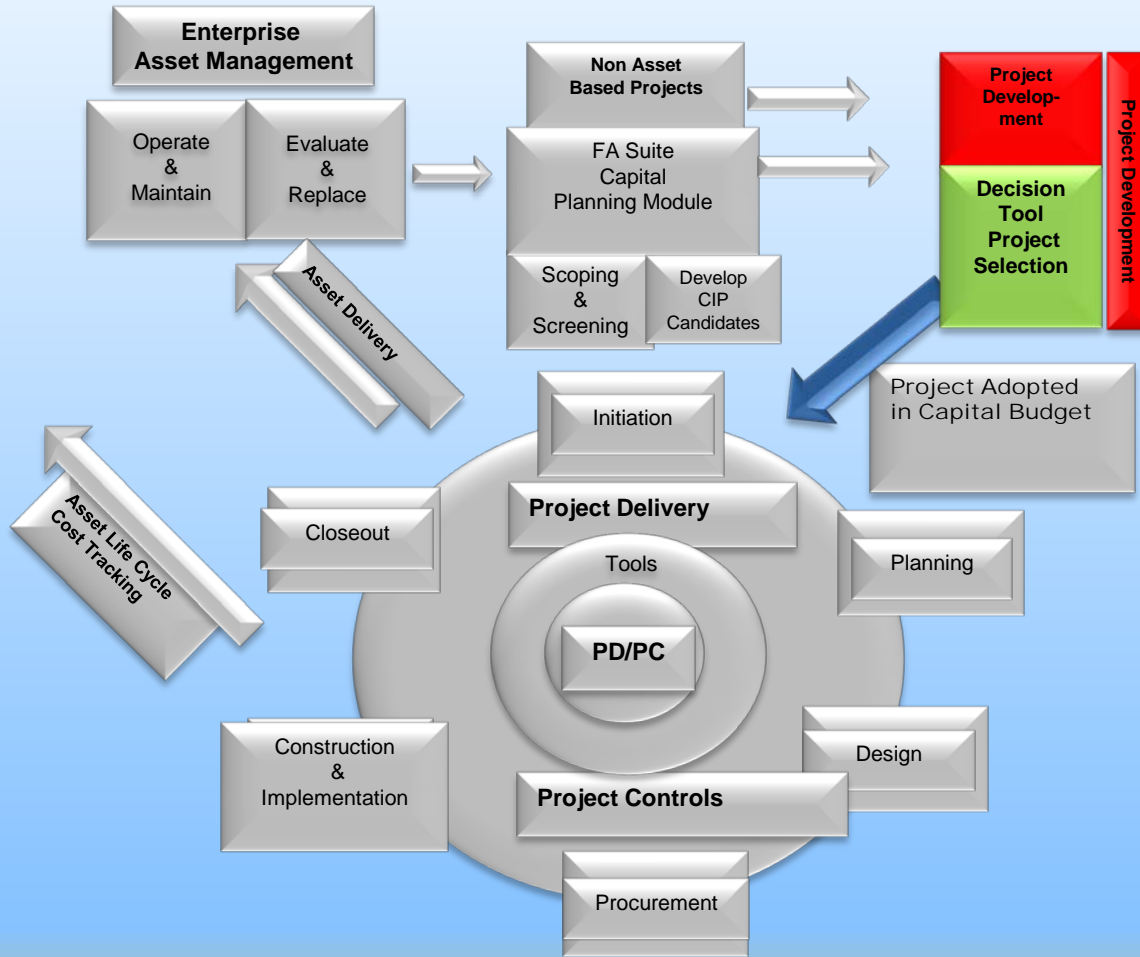 Enterprise
Asset Management
Operate
&
Maintain
Evaluate
&
Replace
Non Asset
Based Projects
FA Suite
Capital
Planning Module
Scoping
&
Screening
Develop
CIP
Candidates
Project
Develop-
ment
Decision
Tool
Project
Selection
Project Development
Asset Delivery
Project Adopted
in Capital Budget
Asset Life Cycle
Cost Tracking
Initiation
Project Delivery
Closeout
Tools
Planning
PD/PC
Construction
&
Implementation
Design
Project Controls
Procurement